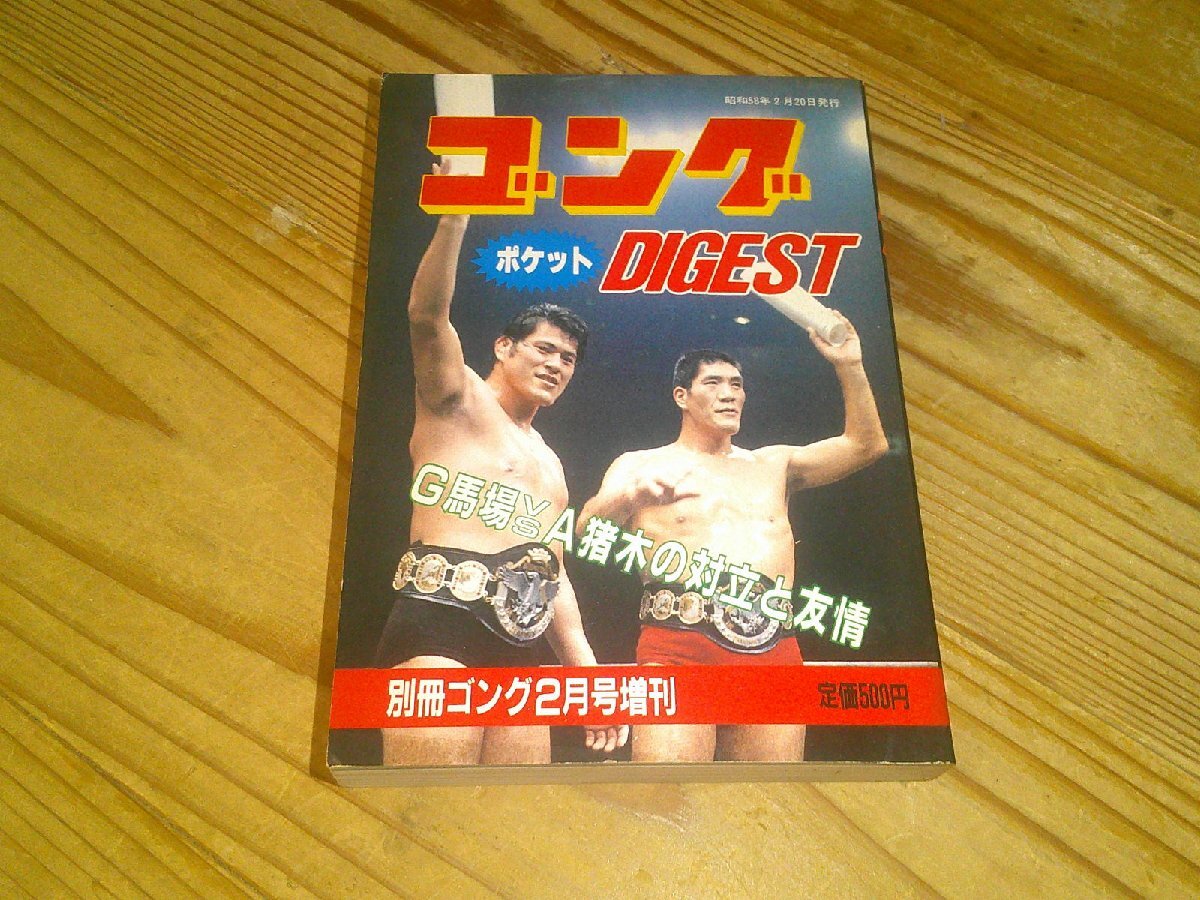 昭和58年2月20日発行
ゴング
ポケット DIGEST
G馬場VSA猪木の対立と友情
別冊ゴング2月号増刊 定価500円